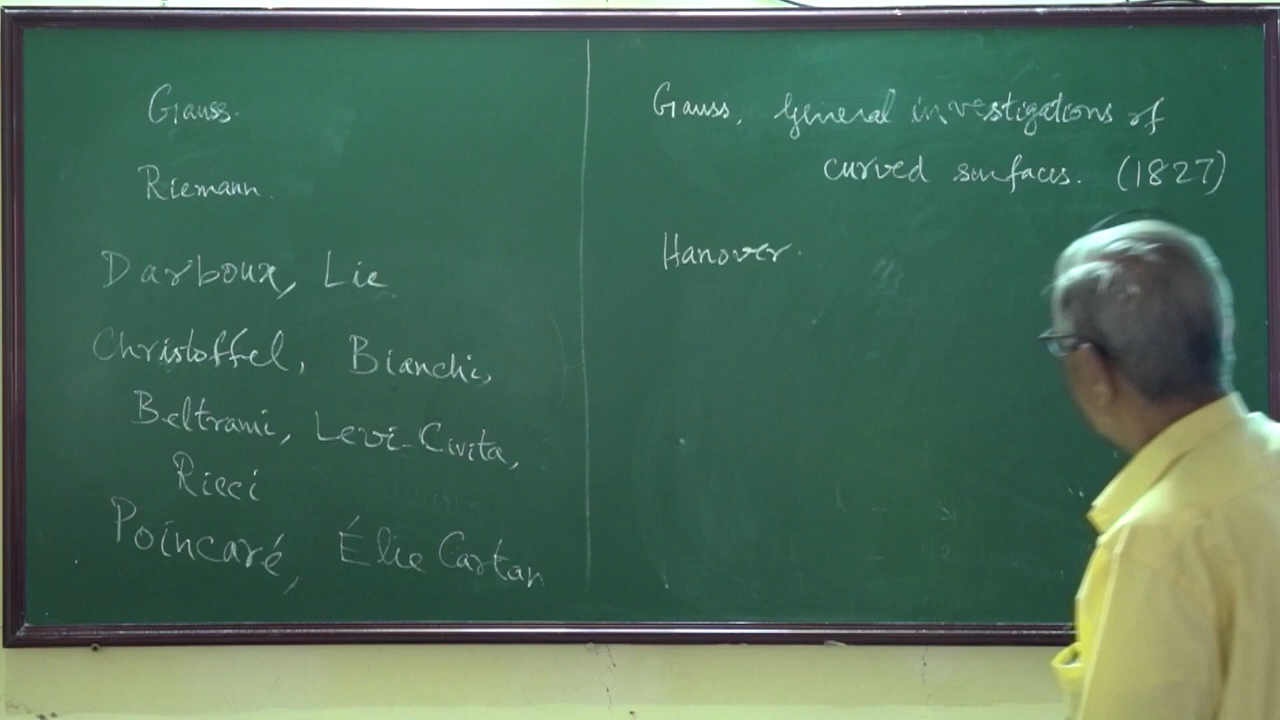 Gauss.
Riemann.
Darboux, Lie
Christoffel, Bianchi,
Beltrami, Levi-Civita,
Ricci
Poincaré, Élie Cartan
Gauss, General investigations of
curved surfaces. (1827)
Hanover.